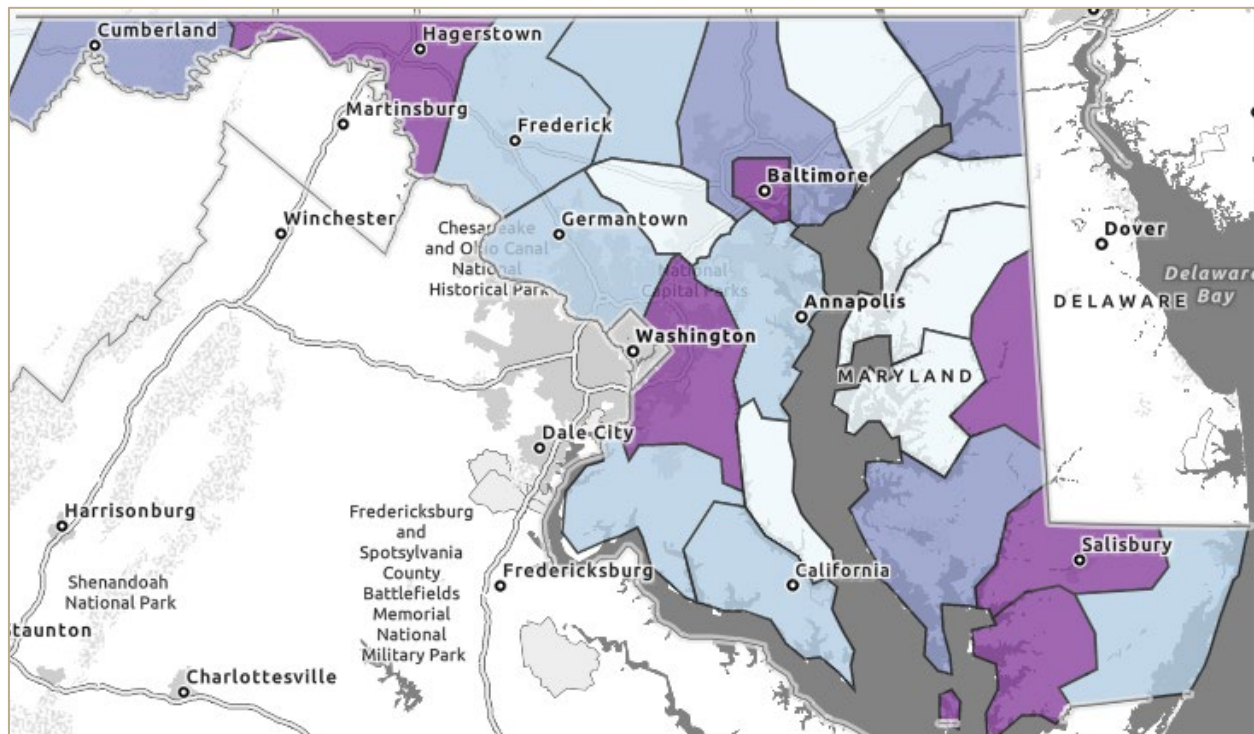 Cumberland
Hagerstown
Martinsburg
Frederick
Baltimore
Winchester
Germantown
Chesapeake
and Ohio Canal
National
Historical Park
National
Capital Parks
Dover
Delaware
Bay
DELAWARE
Annapolis
Washington
MARYLAND
Dale City
Harrisonburg
Fredericksburg
and
Spotsylvania
County
Battlefields
Memorial
National
Military Park
Salisbury
Shenandoah
National Park
Fredericksburg
California
taunton
Charlottesville